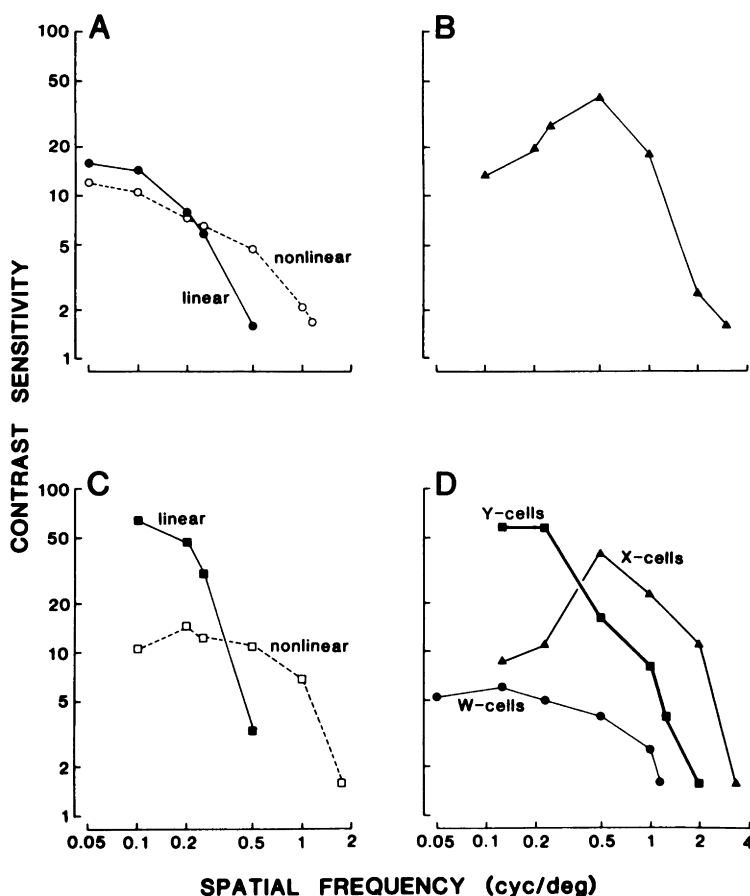 A
B
100
50
20
10
5
2
1
nonlinear
linear
CONTRAST SENSITIVITY
C
D
100
50
20
10
5
2
1
linear
nonlinear
Y-cells
X-cells
W-cells
0.05 0.1 0.2 0.5 1 2
0.05 0.1 0.2 0.5 1 2 4
SPATIAL FREQUENCY (cyc/deg)